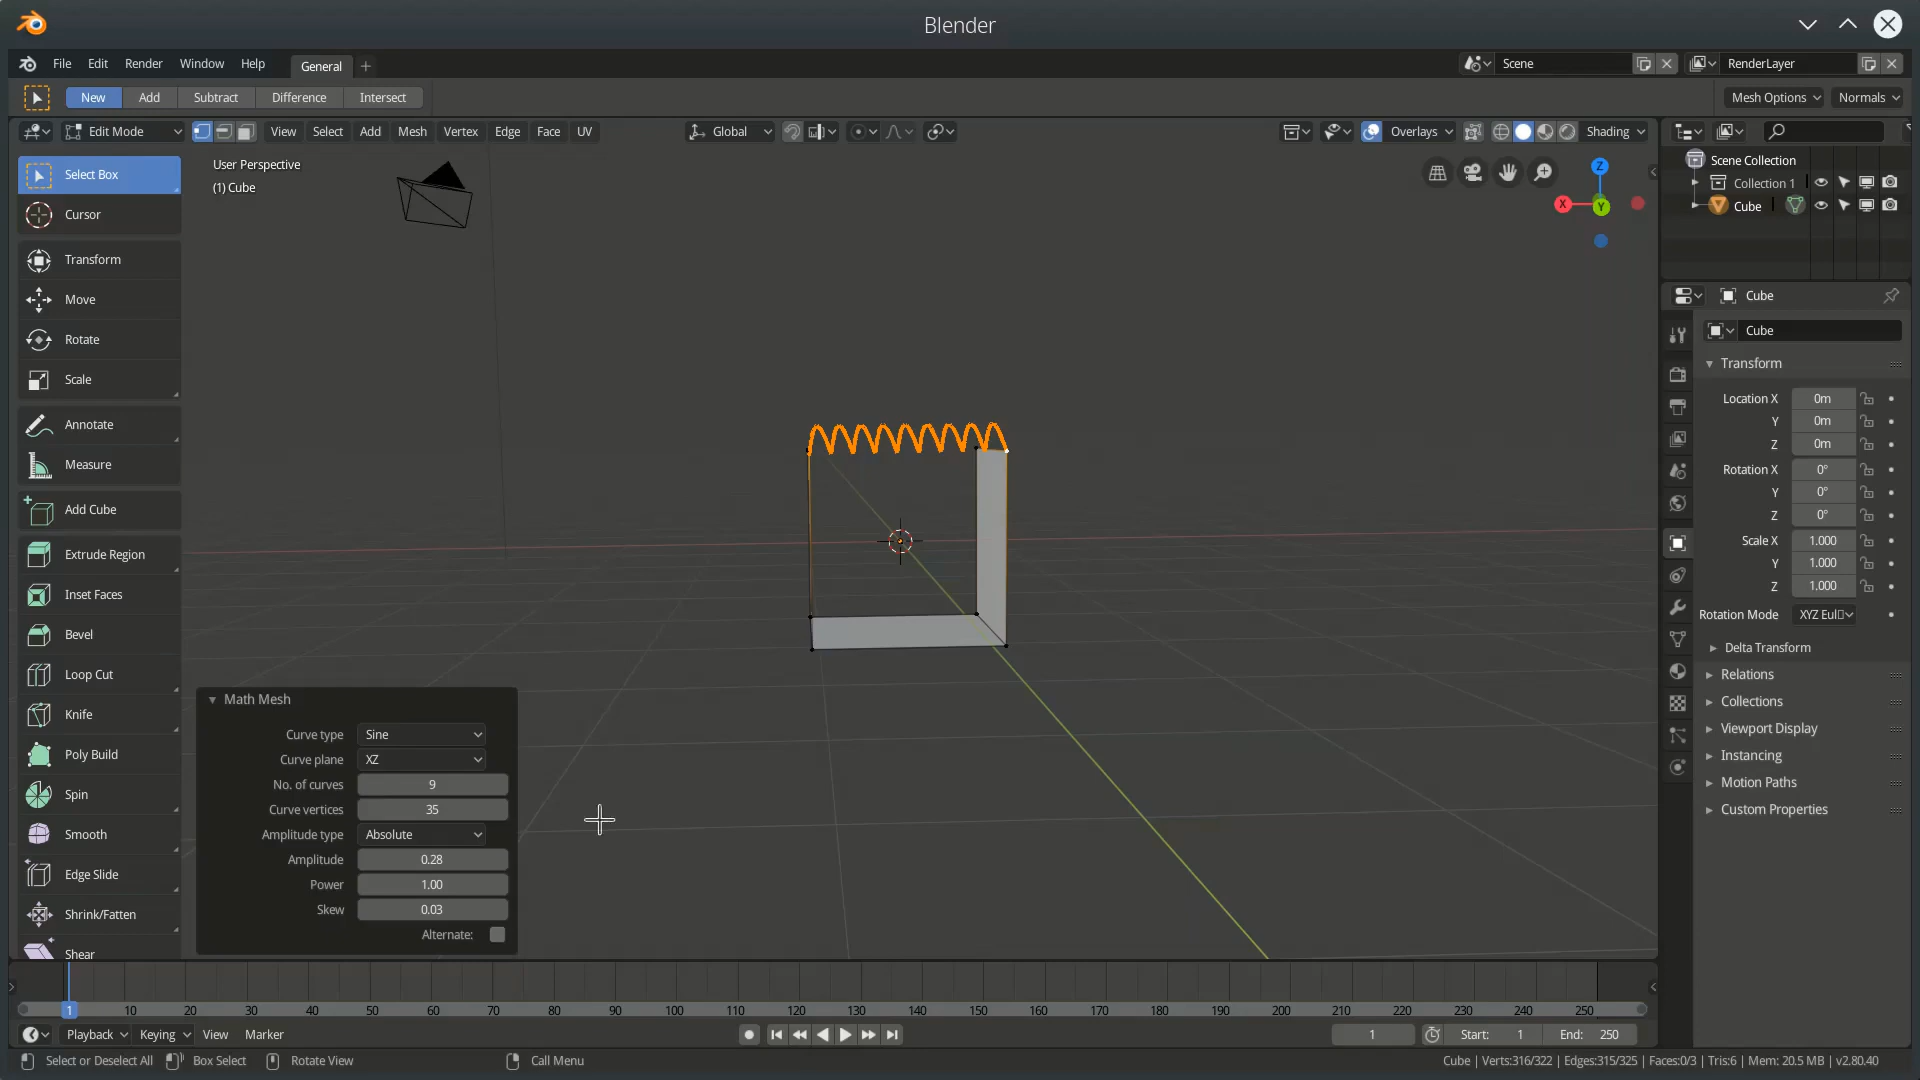 Blender
File Edit Render Window Help General +
Scene RenderLayer
New Add Subtract Difference Intersect Mesh Options Normals
Edit Mode View Select Add Mesh Vertex Edge Face UV Global Overlays Shading
User Perspective
(1) Cube
Select Box
Cursor
Transform
Move
Rotate
Scale
Annotate
Measure
Add Cube
Extrude Region
Inset Faces
Bevel
Loop Cut
Knife
Poly Build
Spin
Smooth
Edge Slide
Shrink/Fatten
Shear
Z
X
Y
Math Mesh
Curve type Sine
Curve plane XZ
No. of curves 9
Curve vertices 35
Amplitude type Absolute
Amplitude 0.28
Power 1.00
Skew 0.03
Alternate:
Scene Collection
Collection 1
Cube
Cube
Cube
Transform
Location X 0m
Y 0m
Z 0m
Rotation X 0°
Y 0°
Z 0°
Scale X 1.000
Y 1.000
Z 1.000
Rotation Mode XYZ Eul
Delta Transform
Relations
Collections
Viewport Display
Instancing
Motion Paths
Custom Properties
1 10 20 30 40 50 60 70 80 90 100 110 120 130 140 150 160 170 180 190 200 210 220 230 240 250
Playback Keying View Marker 1 Start: 1 End: 250
Select or Deselect All Box Select Rotate View Call Menu Cube | Verts:316/322 | Edges:315/325 | Faces:0/3 | Tris:6 | Mem: 20.5 MB | v2.80.40